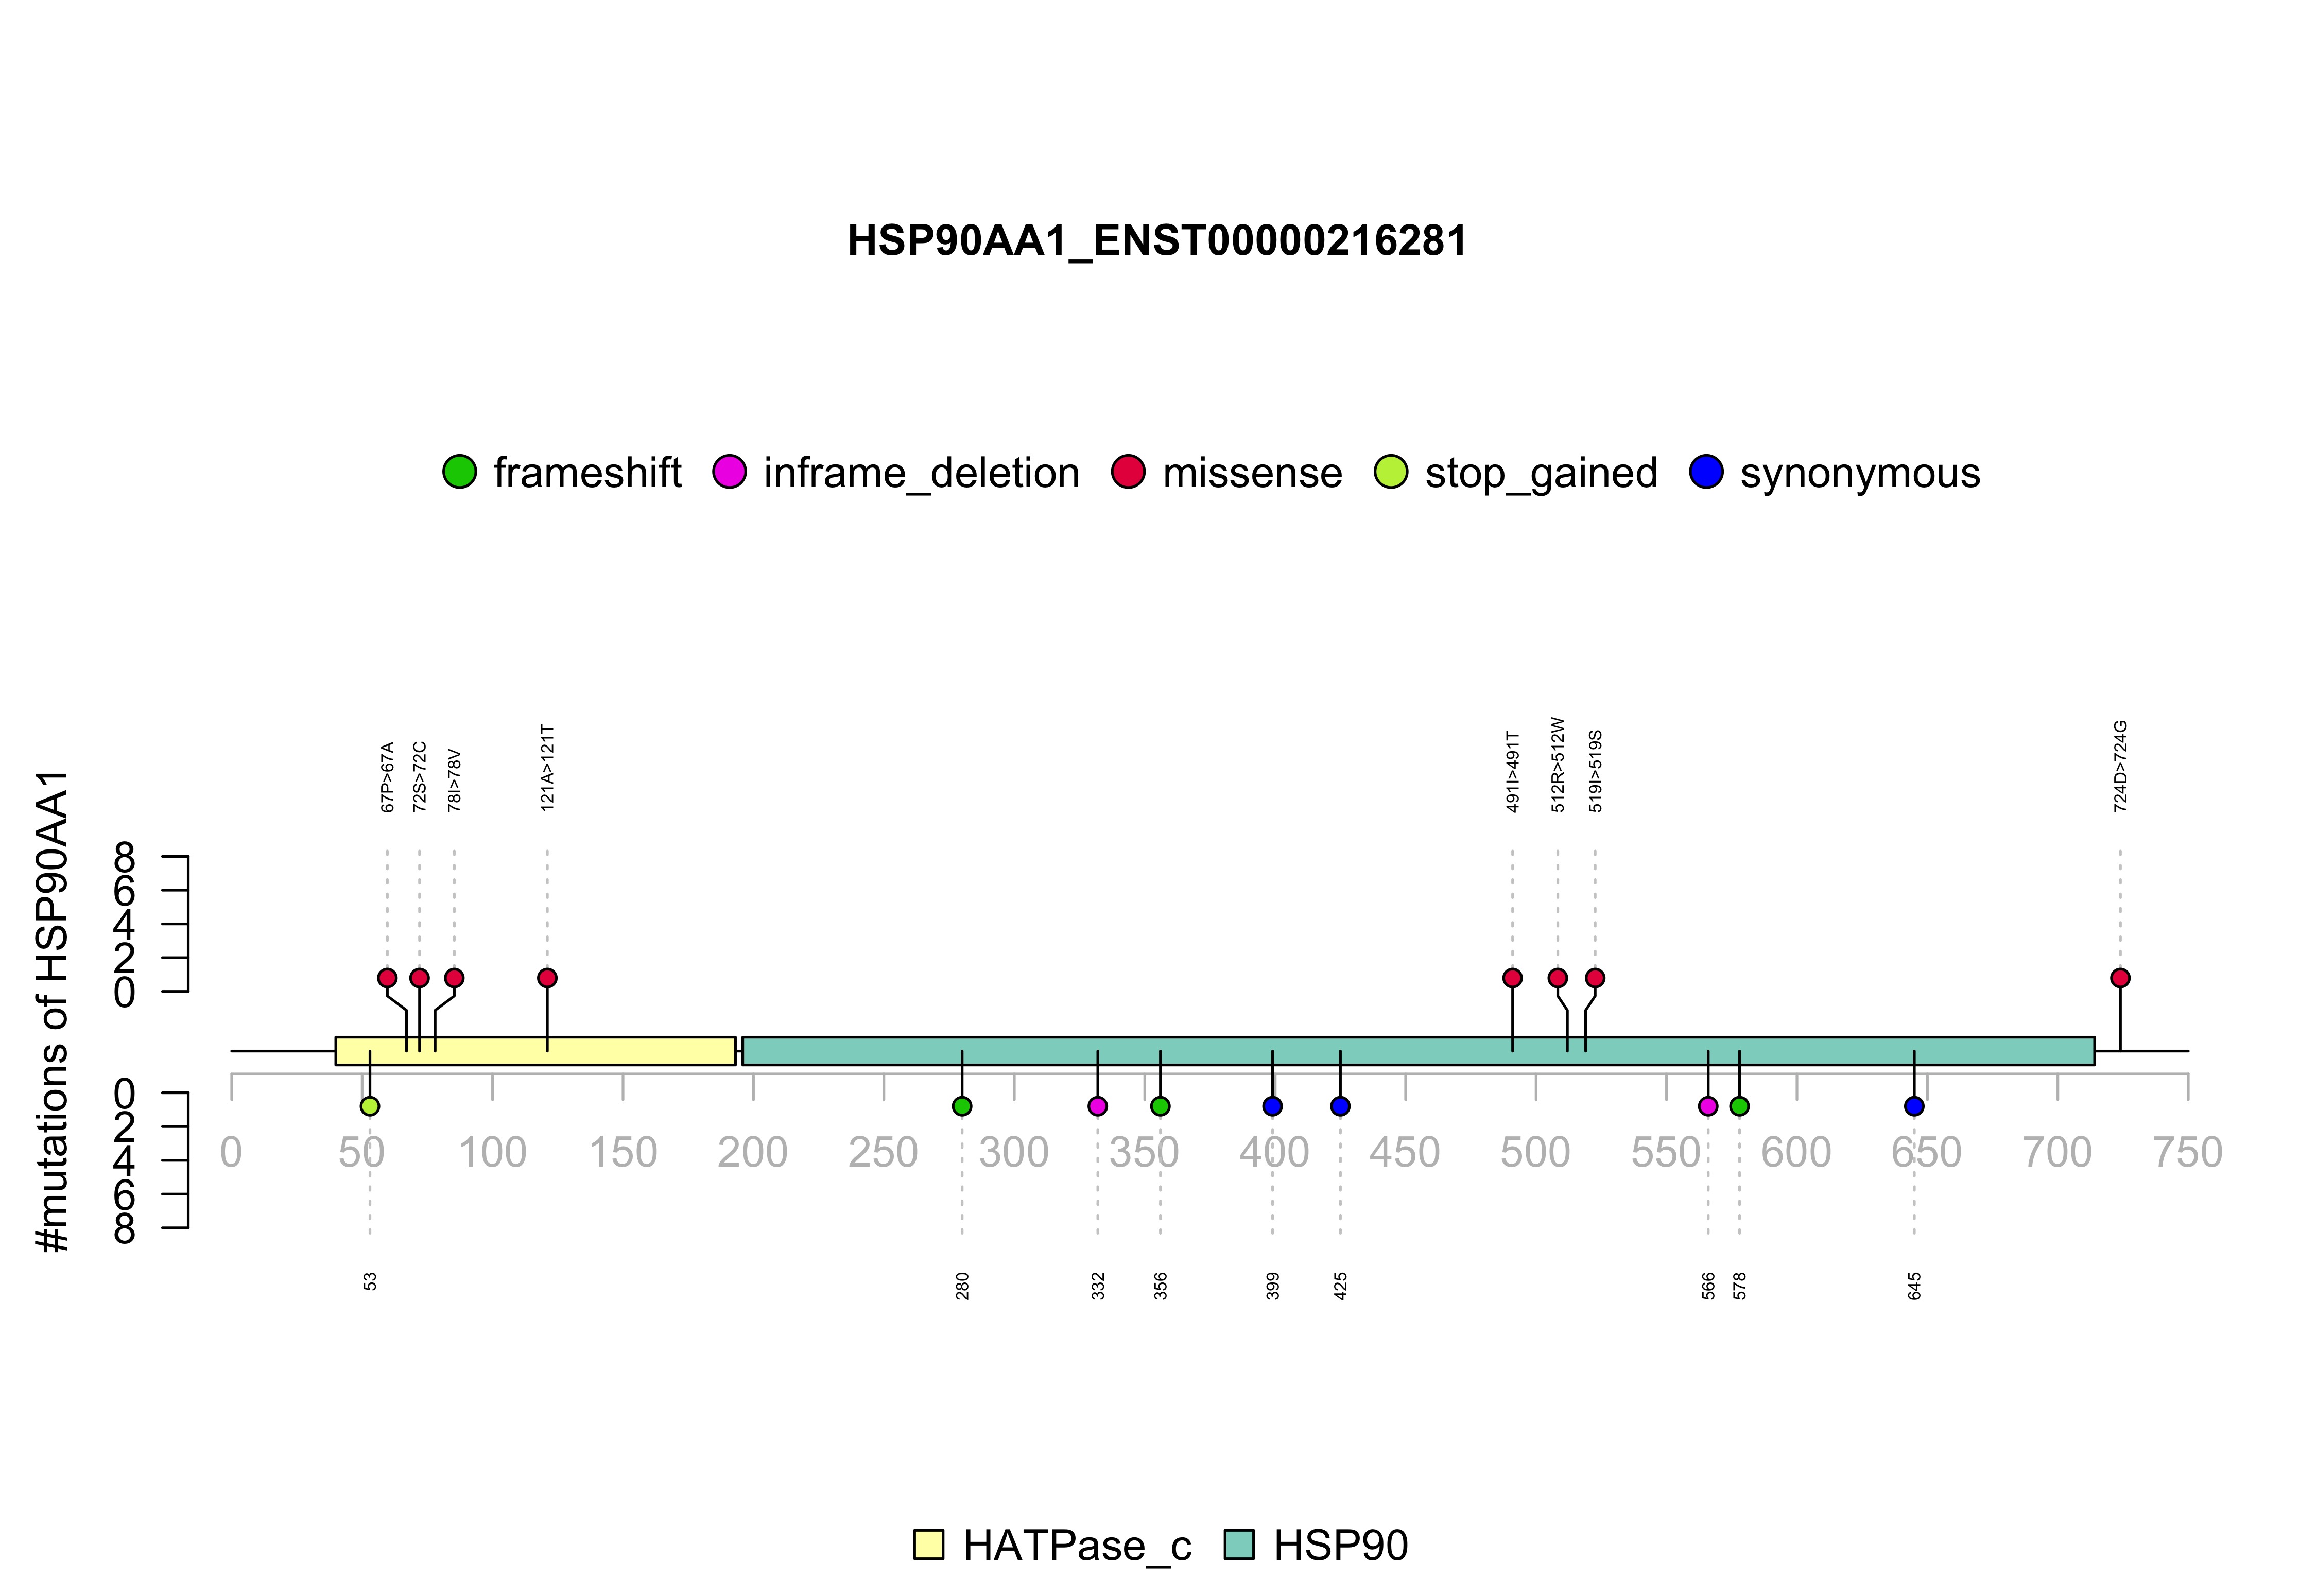 HSP90AA1_ENST00000216281
frameshift inframe_deletion missense stop_gained synonymous
67P>67A
72S>72C
78I>78V
121A>121T
491I>491T
512R>512W
519I>519S
724D>724G
#mutations of HSP90AA1
8
6
4
2
0
0
2
4
6
8
0 50 100 150 200 250 300 350 400 450 500 550 600 650 700 750
53
280
332
356
399
425
566
578
645
HATPase_c HSP90